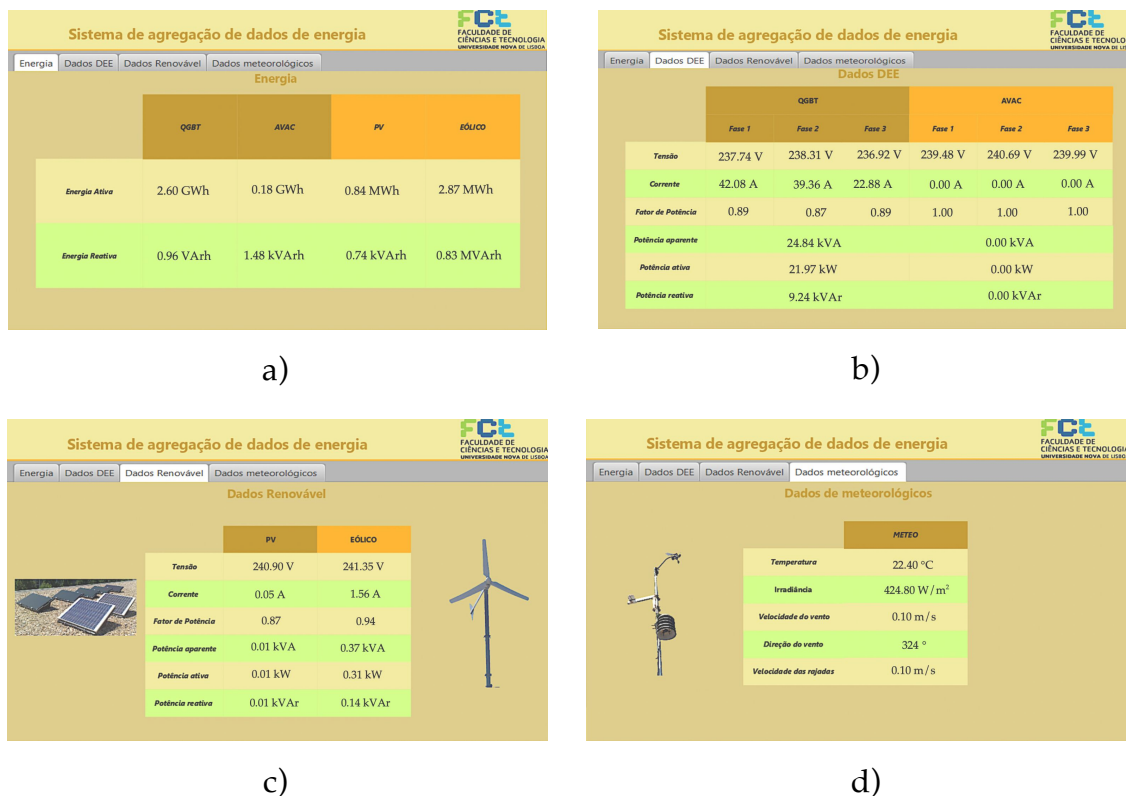 Sistema de agregação de dados de energia
FCt
FACULDADE DE
CIÊNCIAS E TECNOLOGIA
UNIVERSIDADE NOVA DE LISBOA
Energia Dados DEE Dados Renovável Dados meteorológicos
Energia
QGBT AVAC PV EÓLICO
Energia Ativa 2.60 GWh 0.18 GWh 0.84 MWh 2.87 MWh
Energia Reativa 0.96 VArh 1.48 kVArh 0.74 kVArh 0.83 MVArh
a)
Sistema de agregação de dados de energia
FCt
FACULDADE DE
CIÊNCIAS E TECNOLO
UNIVERSIDADE NOVA DE LIS
Energia Dados DEE Dados Renovável Dados meteorológicos
Dados DEE
QGBT AVAC
Fase 1 Fase 2 Fase 3 Fase 1 Fase 2 Fase 3
Tensão 237.74 V 238.31 V 236.92 V 239.48 V 240.69 V 239.99 V
Corrente 42.08 A 39.36 A 22.88 A 0.00 A 0.00 A 0.00 A
Fator de Potência 0.89 0.87 0.89 1.00 1.00 1.00
Potência aparente 24.84 kVA 0.00 kVA
Potência ativa 21.97 kW 0.00 kW
Potência reativa 9.24 kVAr 0.00 kVAr
b)
Sistema de agregação de dados de energia
FCt
FACULDADE DE
CIÊNCIAS E TECNOLOGIA
UNIVERSIDADE NOVA DE LISBOA
Energia Dados DEE Dados Renovável Dados meteorológicos
Dados Renovável
PV EÓLICO
Tensão 240.90 V 241.35 V
Corrente 0.05 A 1.56 A
Fator de Potência 0.87 0.94
Potência aparente 0.01 kVA 0.37 kVA
Potência ativa 0.01 kW 0.31 kW
Potência reativa 0.01 kVAr 0.14 kVAr
c)
Sistema de agregação de dados de energia
FCt
FACULDADE DE
CIÊNCIAS E TECNOLOGIA
UNIVERSIDADE NOVA DE LISBO
Energia Dados DEE Dados Renovável Dados meteorológicos
Dados de meteorológicos
METEO
Temperatura 22.40 °C
Irradiância 424.80 W/m²
Velocidade do vento 0.10 m/s
Direção do vento 324 °
Velocidade das rajadas 0.10 m/s
d)